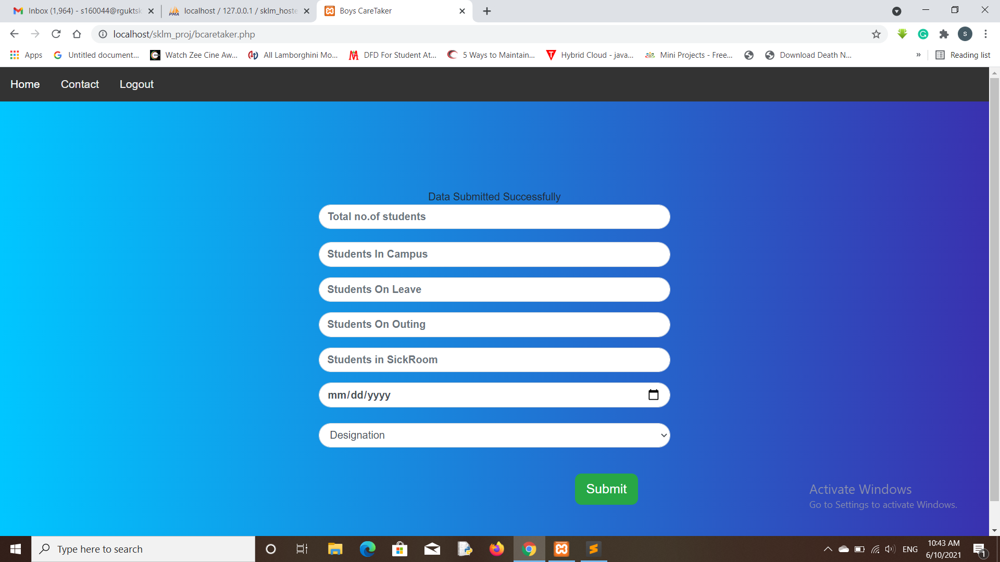 Inbox (1,964) - s160044@rguktsk
localhost / 127.0.0.1 / sklm_hoste
Boys CareTaker
localhost/sklm_proj/bcaretaker.php
S
Apps
Untitled document...
Watch Zee Cine Aw...
All Lamborghini Mo...
DFD For Student At...
5 Ways to Maintain...
Hybrid Cloud - java...
Mini Projects - Free...
Download Death N...
»
Reading list
Home
Contact
Logout
Data Submitted Successfully
Total no.of students
Students In Campus
Students On Leave
Students On Outing
Students in SickRoom
mm/dd/yyyy
Designation
Submit
Activate Windows
Go to Settings to activate Windows.
Type here to search
ENG
10:43 AM
6/10/2021
1